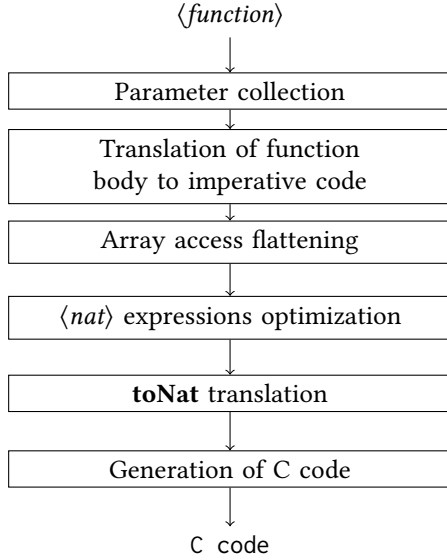 ⟨function⟩
Parameter collection
Translation of function
body to imperative code
Array access flattening
⟨nat⟩ expressions optimization
toNat translation
Generation of C code
C code